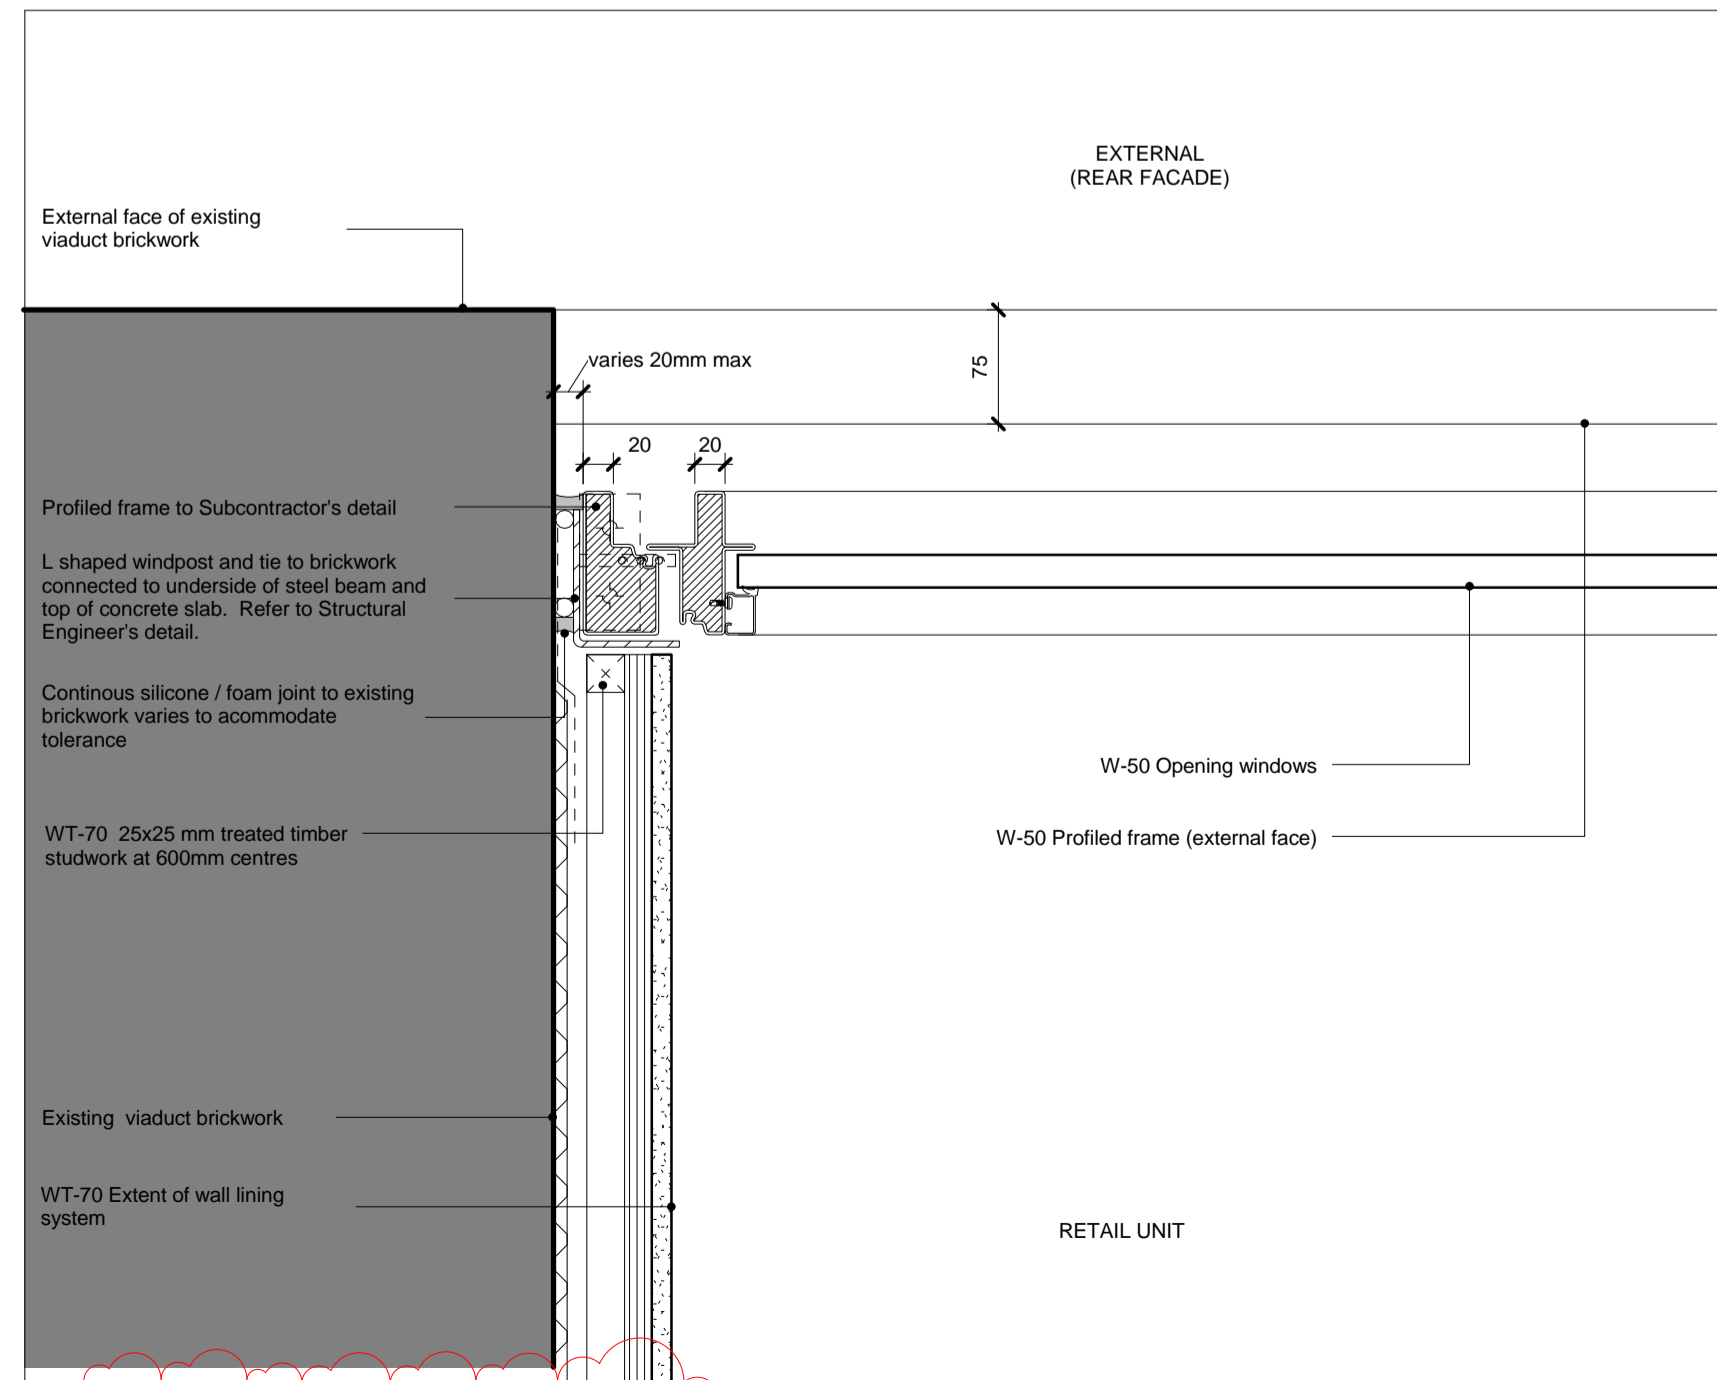 EXTERNAL
(REAR FACADE)
External face of existing
viaduct brickwork
varies 20mm max
75
20
20
Profiled frame to Subcontractor's detail
L shaped windpost and tie to brickwork
connected to underside of steel beam and
top of concrete slab. Refer to Structural
Engineer's detail.
Continous silicone / foam joint to existing
brickwork varies to acommodate
tolerance
W-50 Opening windows
WT-70 25x25 mm treated timber
studwork at 600mm centres
W-50 Profiled frame (external face)
Existing viaduct brickwork
WT-70 Extent of wall lining
system
RETAIL UNIT